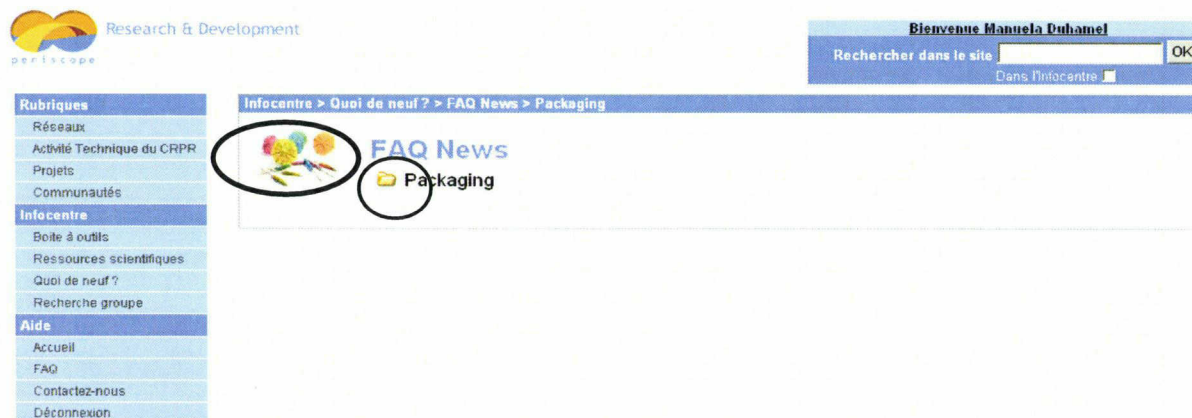 Research & Development
periscope
Bienvenue Manuela Duhamel
Rechercher dans le site
OK
Dans l'Infocentre
Rubriques
Réseaux
Activité Technique du CRPR
Projets
Communautés
Infocentre
Boite à outils
Ressources scientifiques
Quoi de neuf ?
Recherche groupe
Aide
Accueil
FAQ
Contactez-nous
Déconnexion
Infocentre > Quoi de neuf ? > FAQ News > Packaging
FAQ News
Packaging